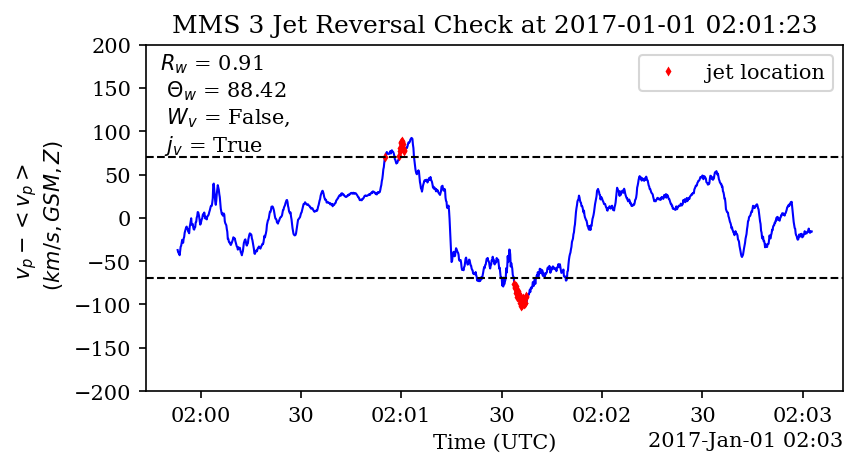 MMS 3 Jet Reversal Check at 2017-01-01 02:01:23
R_w = 0.91
Θ_w = 88.42
W_v = False,
j_v = True
jet location
200
150
100
50
0
−50
−100
−150
−200
v_p − < v_p >
(km/s, GSM, Z)
02:00 30 02:01 30 02:02 30 02:03
Time (UTC)
2017-Jan-01 02:03